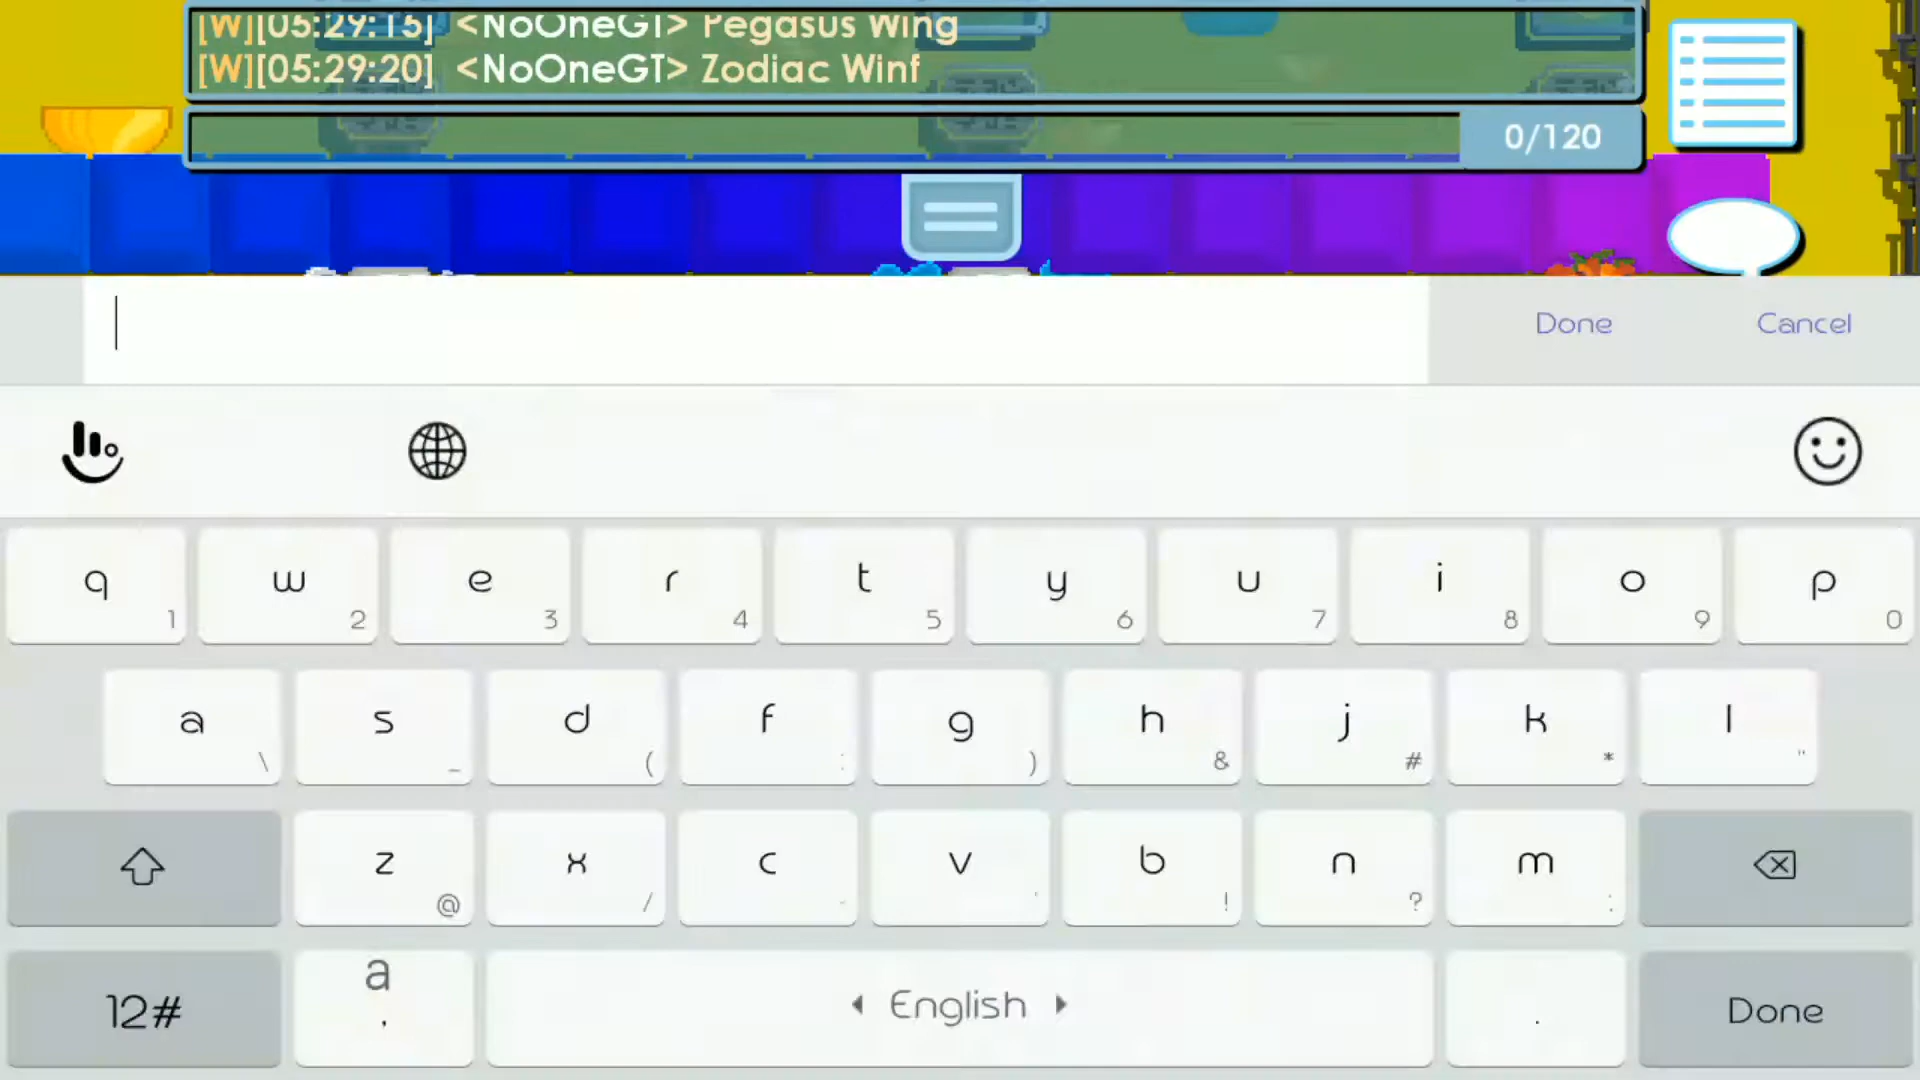 [W][05:29:15] <NoOneGT> Pegasus Wing
[W][05:29:20] <NoOneGT> Zodiac Winf
0/120
Done Cancel
q 1 w 2 e 3 r 4 t 5 y 6 u 7 i 8 o 9 p 0
a \ s _ d ( f : g ) h & j # k * l "
z @ x / c - v ' b ! n ? m :
12# a , English . Done